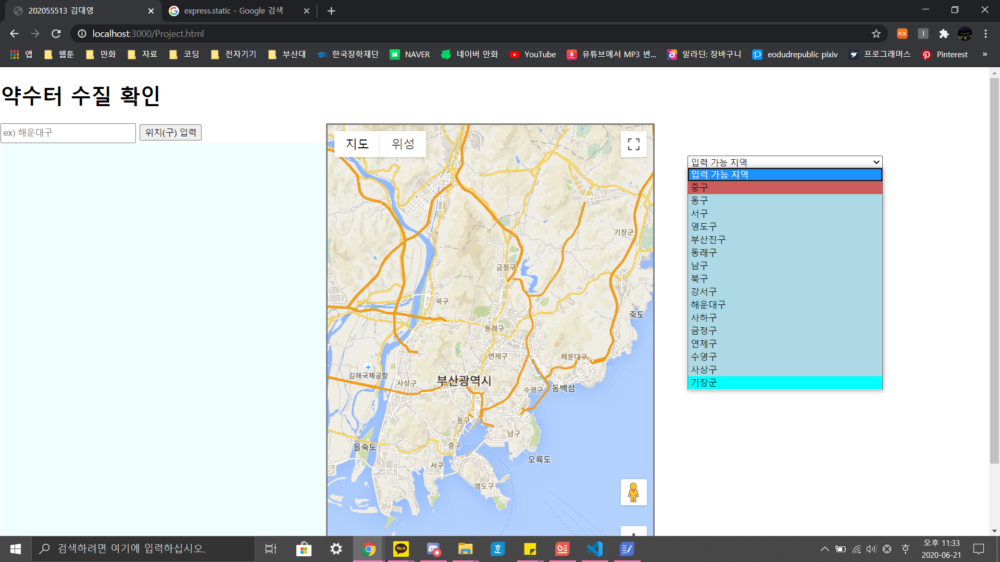 202055513 김대영
express.static - Google 검색
localhost:3000/Project.html
앱
웹툰
만화
자료
코딩
전자기기
부산대
한국장학재단
NAVER
네이버 만화
YouTube
유튜브에서 MP3 변...
알라딘: 장바구니
eodudrepublic pixiv
프로그래머스
Pinterest
»
약수터 수질 확인
ex) 해운대구
위치(구) 입력
지도
위성
기장군
금정구
북구
죽도
동래구
연제구
해운대구
김해국제공항
사상구
부산광역시
수영구
동백섬
동구
남구
중구
을숙도
서구
오륙도
영도구
입력 가능 지역
입력 가능 지역
중구
동구
서구
영도구
부산진구
동래구
남구
북구
강서구
해운대구
사하구
금정구
연제구
수영구
사상구
기장군
검색하려면 여기에 입력하십시오.
TALK
오후 11:33
2020-06-21